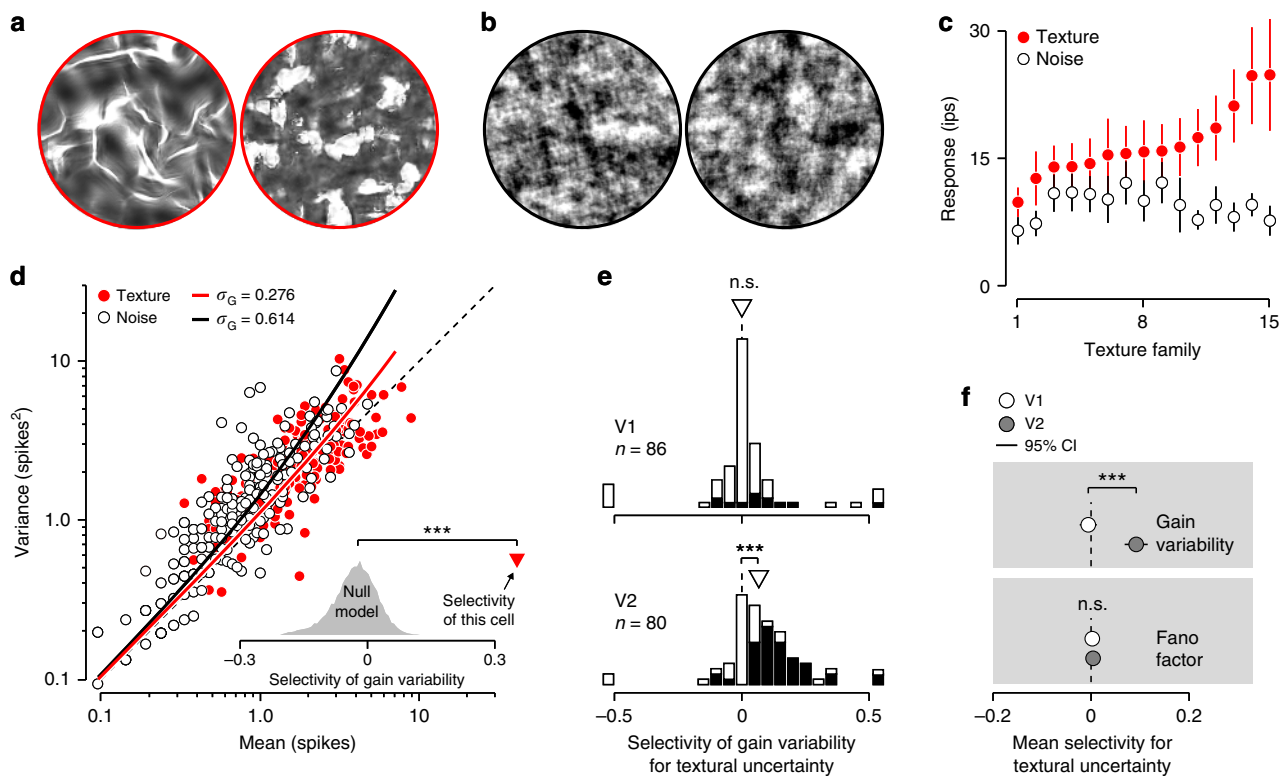 a
b
c
30
15
0
Response (ips)
Texture
Noise
1
8
15
Texture family
d
Texture
Noise
σG = 0.276
σG = 0.614
10
1.0
0.1
Variance (spikes²)
0.1
1.0
10
Mean (spikes)
***
Null
model
Selectivity
of this cell
−0.3
0
0.3
Selectivity of gain variability
e
n.s.
V1
n = 86
***
V2
n = 80
−0.5
0
0.5
Selectivity of gain variability
for textural uncertainty
f
V1
V2
95% CI
***
Gain
variability
n.s.
Fano
factor
−0.2
0
0.2
Mean selectivity for
textural uncertainty